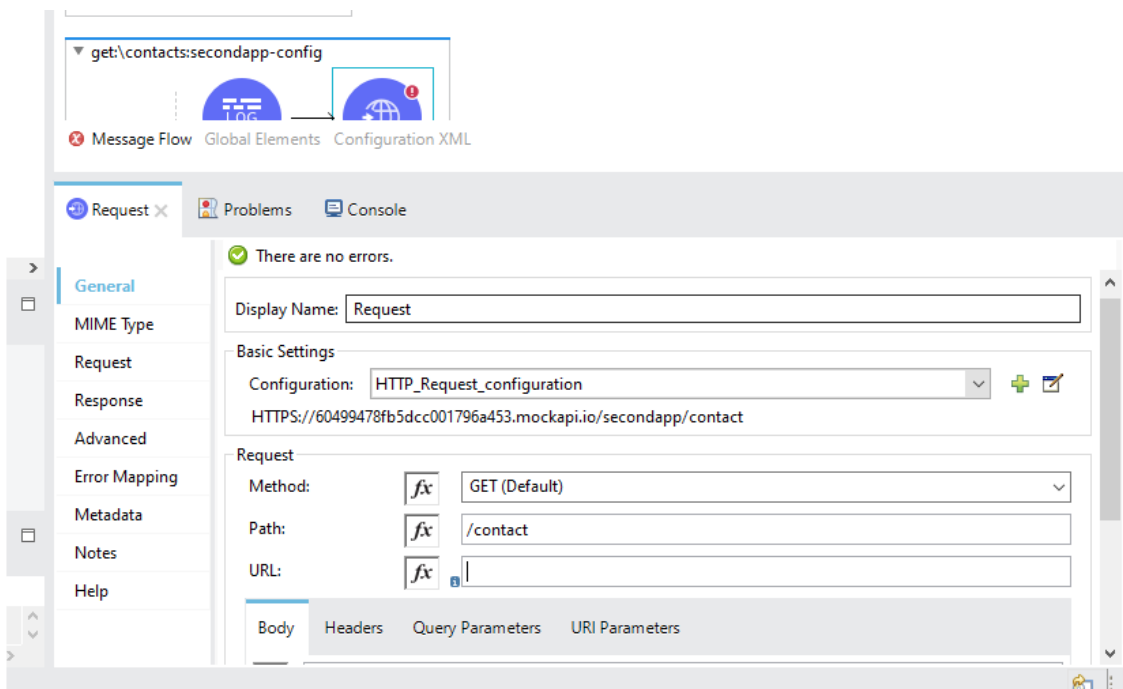 get:\contacts:secondapp-config
LOG
Message Flow Global Elements Configuration XML
Request Problems Console
There are no errors.
General
MIME Type
Request
Response
Advanced
Error Mapping
Metadata
Notes
Help
Display Name: Request
Basic Settings
Configuration: HTTP_Request_configuration
HTTPS://60499478fb5dcc001796a453.mockapi.io/secondapp/contact
Request
Method: fx GET (Default)
Path: fx /contact
URL: fx
Body Headers Query Parameters URI Parameters